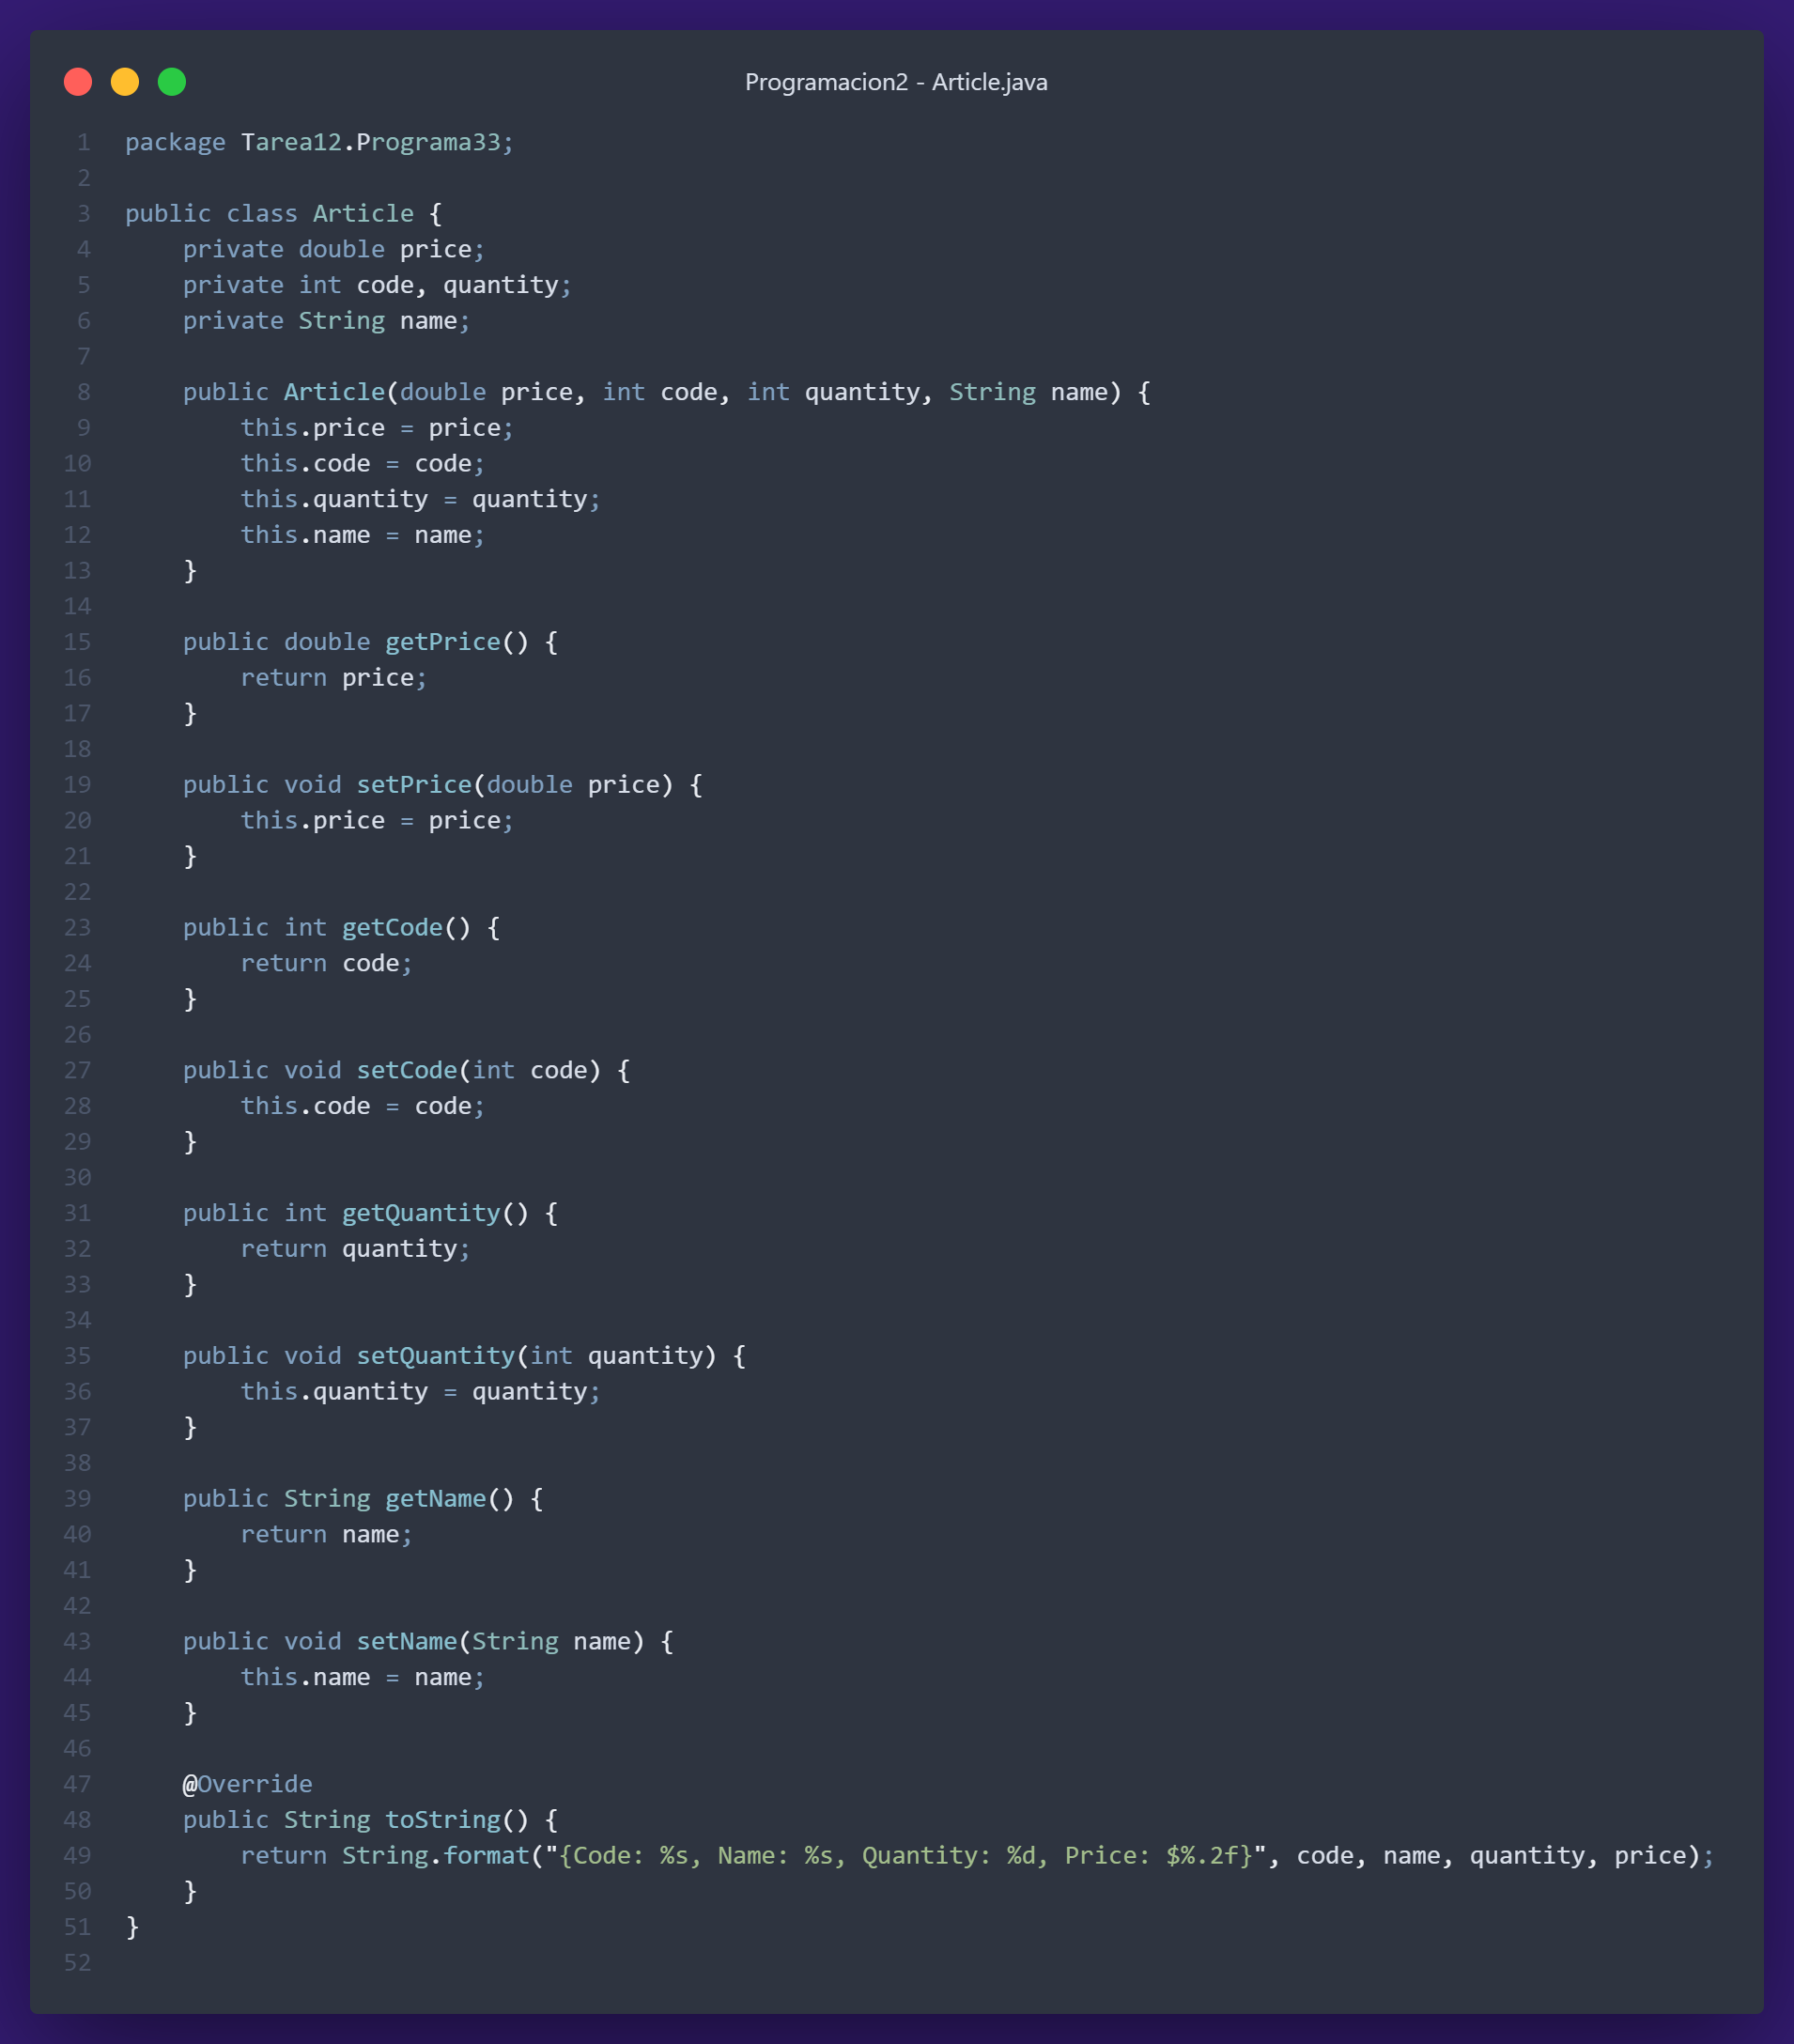 Programacion2 - Article.java
1 package Tarea12.Programa33;
2
3 public class Article {
4     private double price;
5     private int code, quantity;
6     private String name;
7
8     public Article(double price, int code, int quantity, String name) {
9         this.price = price;
10         this.code = code;
11         this.quantity = quantity;
12         this.name = name;
13     }
14
15     public double getPrice() {
16         return price;
17     }
18
19     public void setPrice(double price) {
20         this.price = price;
21     }
22
23     public int getCode() {
24         return code;
25     }
26
27     public void setCode(int code) {
28         this.code = code;
29     }
30
31     public int getQuantity() {
32         return quantity;
33     }
34
35     public void setQuantity(int quantity) {
36         this.quantity = quantity;
37     }
38
39     public String getName() {
40         return name;
41     }
42
43     public void setName(String name) {
44         this.name = name;
45     }
46
47     @Override
48     public String toString() {
49         return String.format("{Code: %s, Name: %s, Quantity: %d, Price: $%.2f}", code, name, quantity, price);
50     }
51 }
52